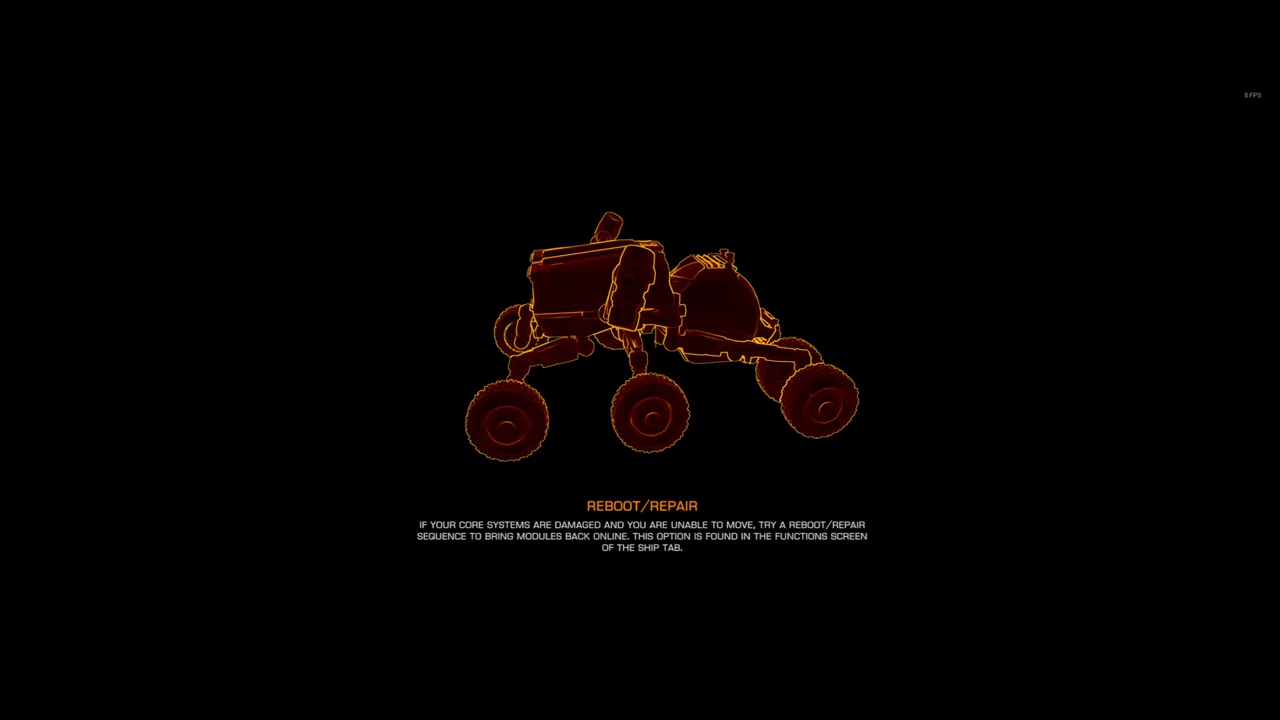 8 FPS
REBOOT/REPAIR
IF YOUR CORE SYSTEMS ARE DAMAGED AND YOU ARE UNABLE TO MOVE, TRY A REBOOT/REPAIR
SEQUENCE TO BRING MODULES BACK ONLINE. THIS OPTION IS FOUND IN THE FUNCTIONS SCREEN
OF THE SHIP TAB.